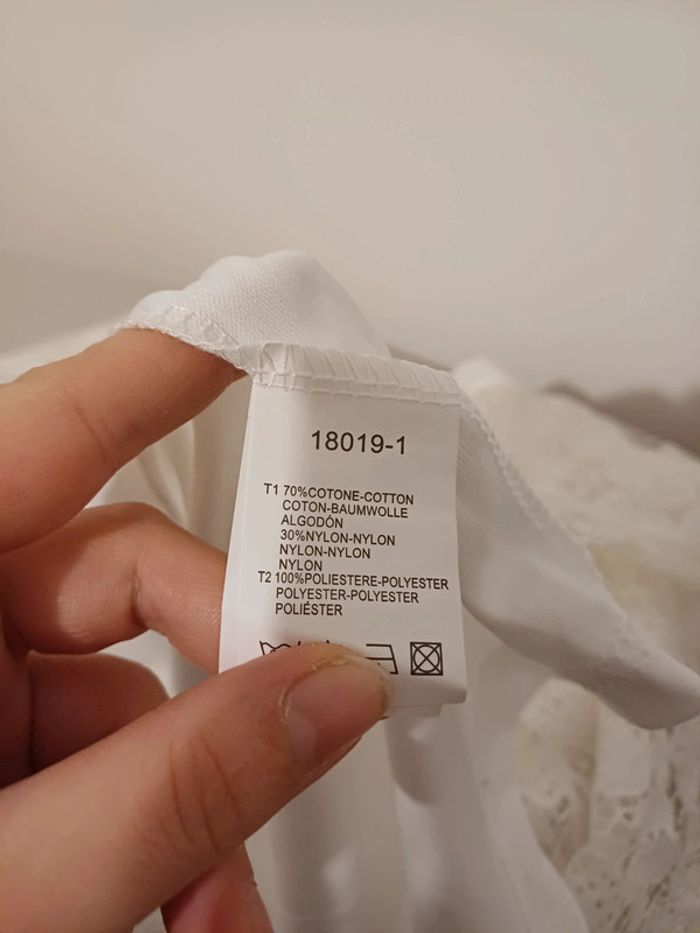 18019-1
T1 70%COTONE-COTTON
COTON-BAUMWOLLE
ALGODÓN
30%NYLON-NYLON
NYLON-NYLON
NYLON
T2 100%POLIESTERE-POLYESTER
POLYESTER-POLYESTER
POLIÉSTER